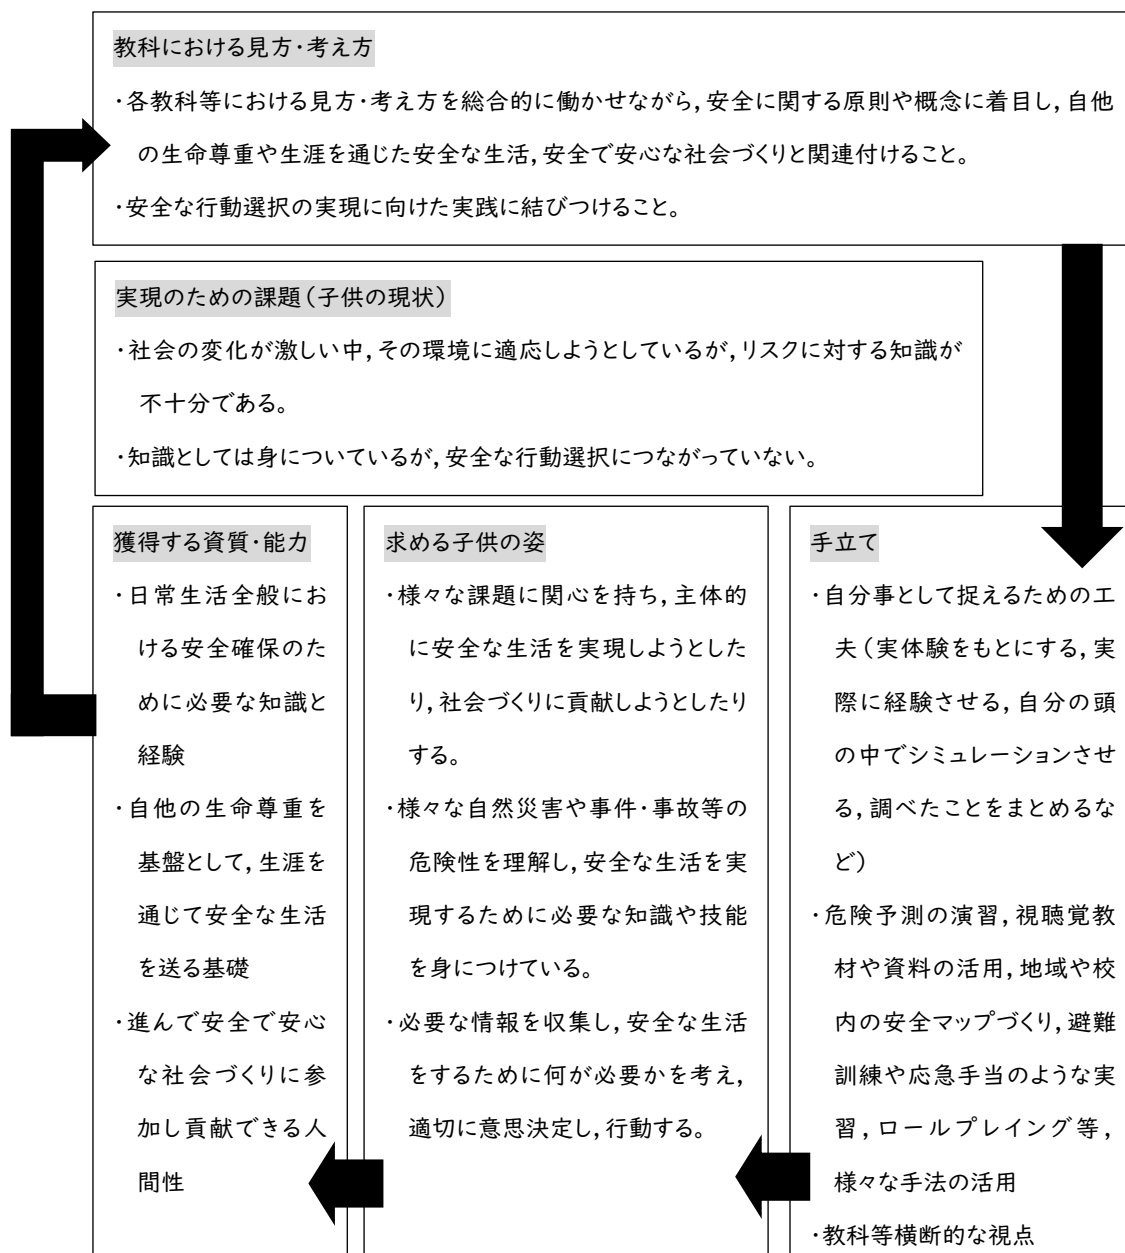 教科における見方・考え方
・各教科等における見方・考え方を総合的に働かせながら,安全に関する原則や概念に着目し,自他
の生命尊重や生涯を通じた安全な生活,安全で安心な社会づくりと関連付けること。
・安全な行動選択の実現に向けた実践に結びつけること。
実現のための課題(子供の現状)
・社会の変化が激しい中,その環境に適応しようとしているが,リスクに対する知識が
不十分である。
・知識としては身についているが,安全な行動選択につながっていない。
獲得する資質・能力
・日常生活全般にお
ける安全確保のた
めに必要な知識と
経験
・自他の生命尊重を
基盤として,生涯を
通じて安全な生活
を送る基礎
・進んで安全で安心
な社会づくりに参
加し貢献できる人
間性
求める子供の姿
・様々な課題に関心を持ち,主体的
に安全な生活を実現しようとした
り,社会づくりに貢献しようとしたり
する。
・様々な自然災害や事件・事故等の
危険性を理解し,安全な生活を実
現するために必要な知識や技能
を身につけている。
・必要な情報を収集し,安全な生活
をするために何が必要かを考え,
適切に意思決定し,行動する。
手立て
・自分事として捉えるための工
夫(実体験をもとにする,実
際に経験させる,自分の頭
の中でシミュレーションさせ
る,調べたことをまとめるな
ど)
・危険予測の演習,視聴覚教
材や資料の活用,地域や校
内の安全マップづくり,避難
訓練や応急手当のような実
習,ロールプレイング等,
様々な手法の活用
・教科等横断的な視点